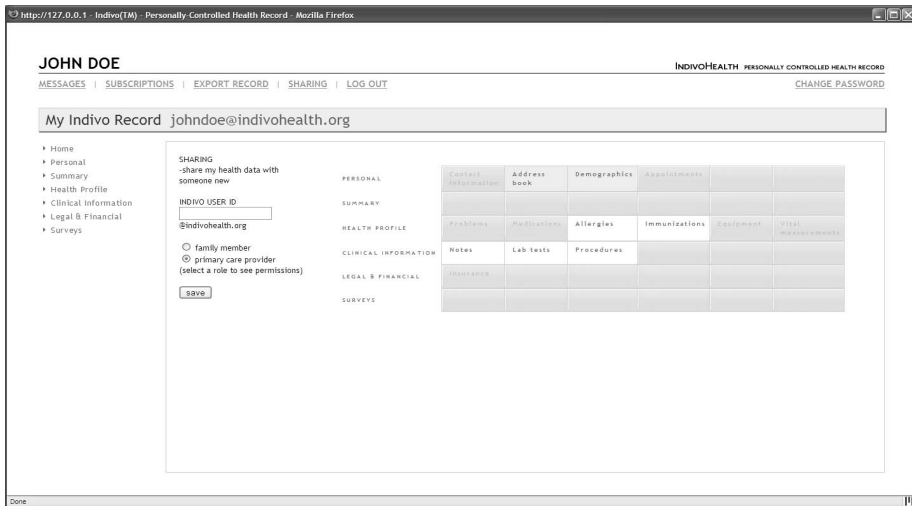 http://127.0.0.1 - Indivo(TM) - Personally-Controlled Health Record - Mozilla Firefox
JOHN DOE
INDIVOHEALTH PERSONALLY CONTROLLED HEALTH RECORD
MESSAGES | SUBSCRIPTIONS | EXPORT RECORD | SHARING | LOG OUT
CHANGE PASSWORD
My Indivo Record johndoe@indivohealth.org
Home
Personal
Summary
Health Profile
Clinical Information
Legal & Financial
Surveys
SHARING
-share my health data with
someone new
INDIVO USER ID
@indivohealth.org
family member
primary care provider
(select a role to see permissions)
save
PERSONAL
Contact
Information
Address
book
Demographics
Appointments
SUMMARY
HEALTH PROFILE
Problems
Medications
Allergies
Immunizations
Equipment
Vital
measurements
CLINICAL INFORMATION
Notes
Lab tests
Procedures
LEGAL & FINANCIAL
Insurance
SURVEYS
Done